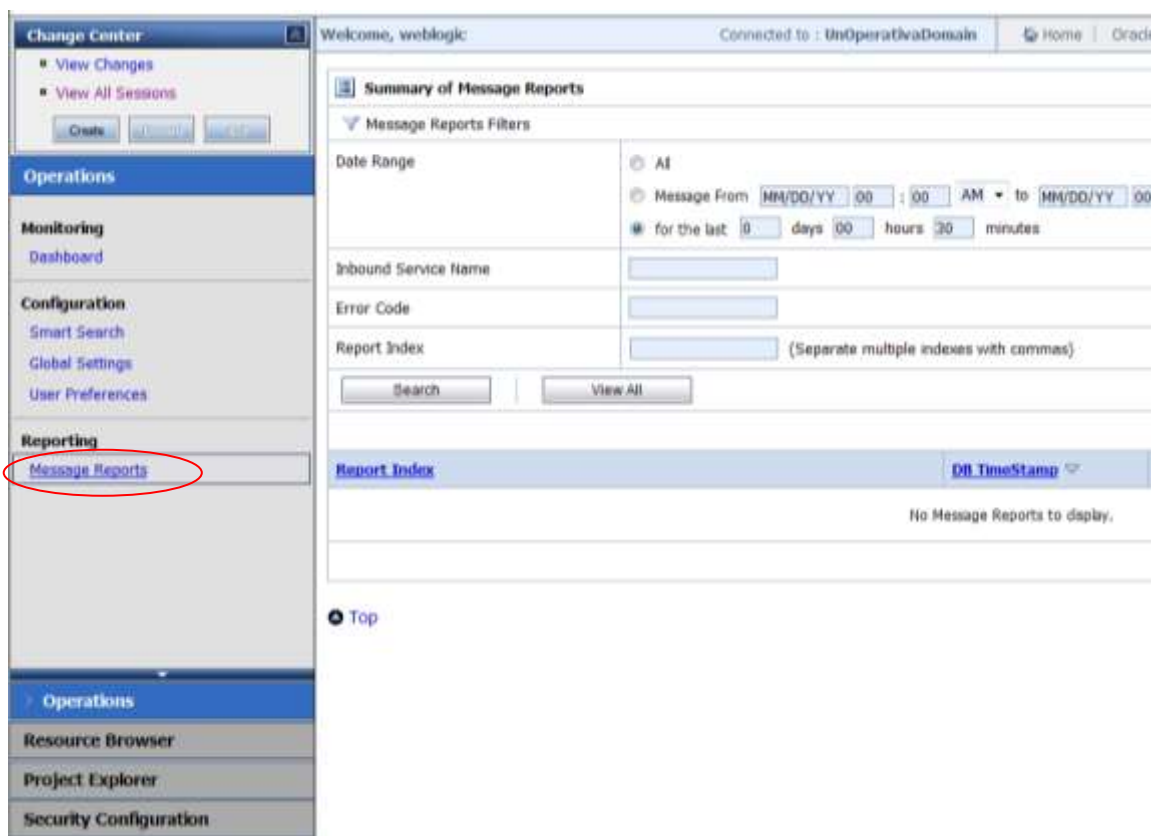 Change Center
View Changes
View All Sessions
Create
Operations
Monitoring
Dashboard
Configuration
Smart Search
Global Settings
User Preferences
Reporting
Message Reports
Operations
Resource Browser
Project Explorer
Security Configuration
Welcome, weblogic Connected to : UnOperativaDomain Home Oracle
Summary of Message Reports
Message Reports Filters
Date Range
All
Message From MM/DD/YY 00 : 00 AM to MM/DD/YY 00
for the last 0 days 00 hours 30 minutes
Inbound Service Name
Error Code
Report Index (Separate multiple indexes with commas)
Search View All
Report Index DB TimeStamp
No Message Reports to display.
Top